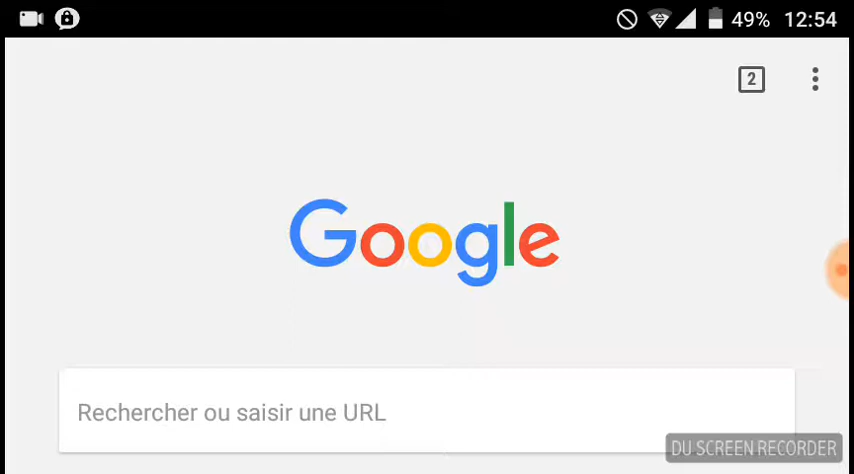 49% 12:54
2
Google
Rechercher ou saisir une URL
DU SCREEN RECORDER